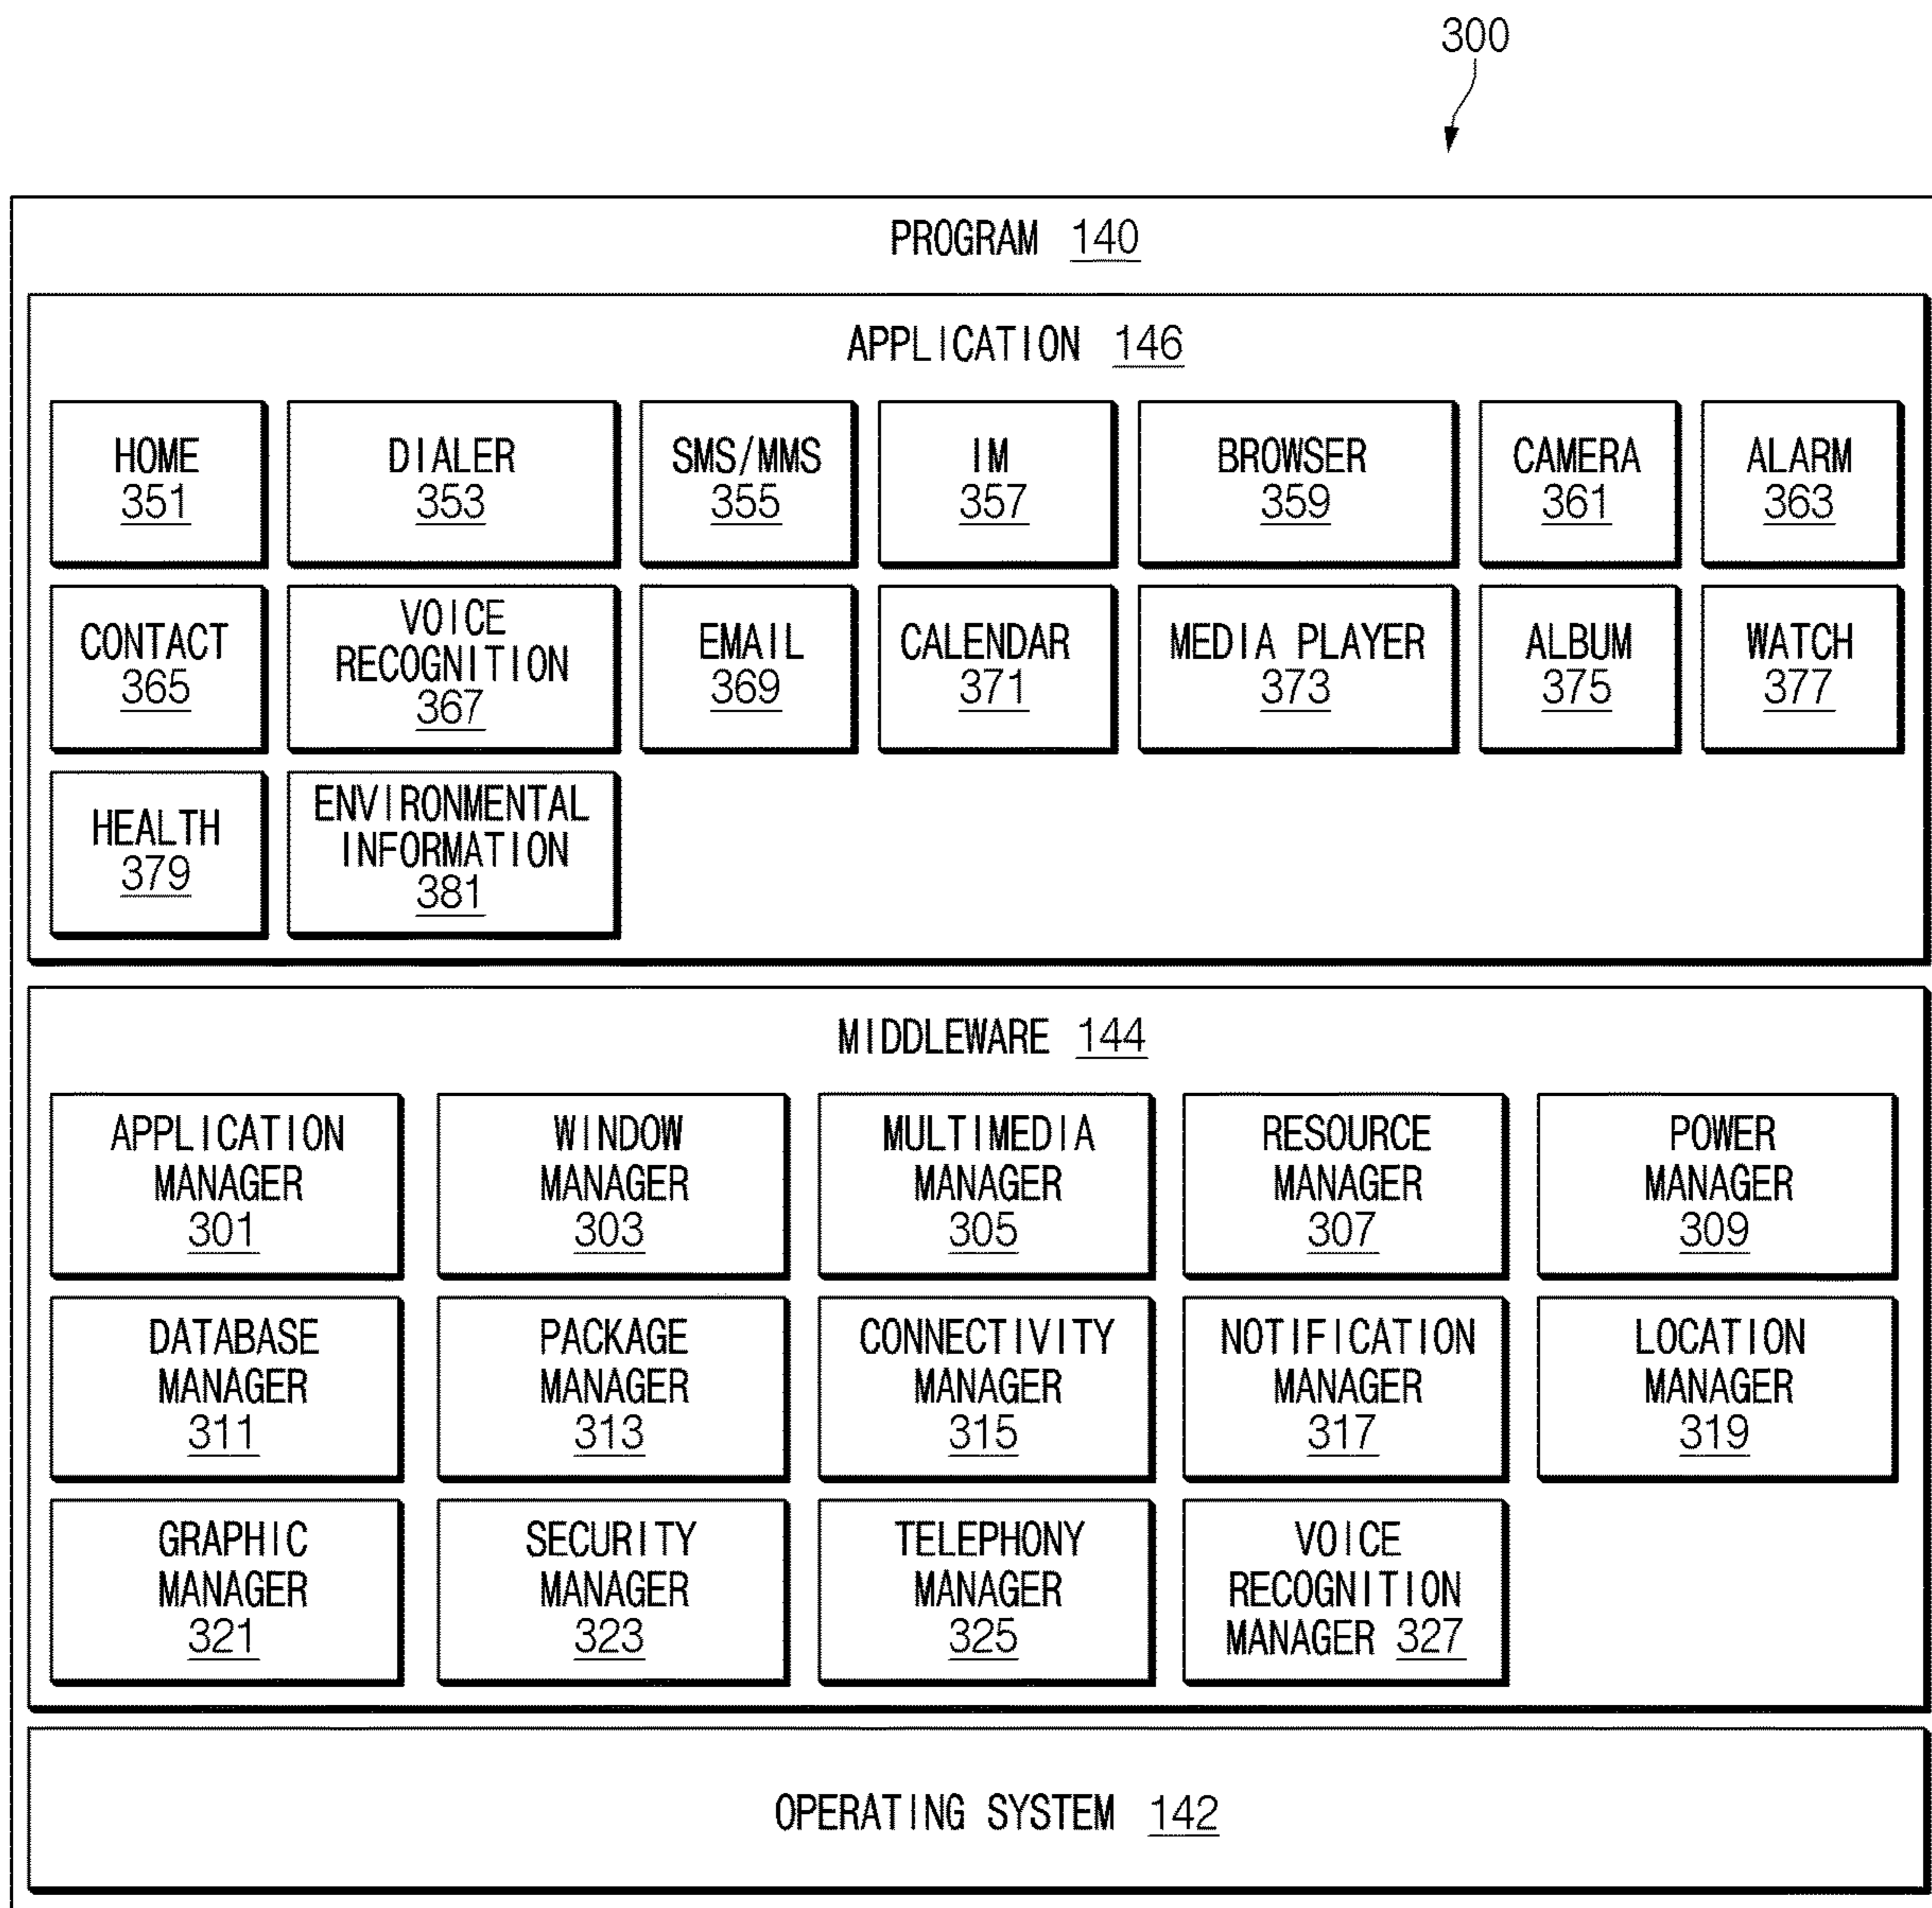 300
PROGRAM 140
APPLICATION 146
HOME
351
DIALER
353
SMS/MMS
355
IM
357
BROWSER
359
CAMERA
361
ALARM
363
CONTACT
365
VOICE
RECOGNITION
367
EMAIL
369
CALENDAR
371
MEDIA PLAYER
373
ALBUM
375
WATCH
377
HEALTH
379
ENVIRONMENTAL
INFORMATION
381
MIDDLEWARE 144
APPLICATION
MANAGER
301
WINDOW
MANAGER
303
MULTIMEDIA
MANAGER
305
RESOURCE
MANAGER
307
POWER
MANAGER
309
DATABASE
MANAGER
311
PACKAGE
MANAGER
313
CONNECTIVITY
MANAGER
315
NOTIFICATION
MANAGER
317
LOCATION
MANAGER
319
GRAPHIC
MANAGER
321
SECURITY
MANAGER
323
TELEPHONY
MANAGER
325
VOICE
RECOGNITION
MANAGER 327
OPERATING SYSTEM 142